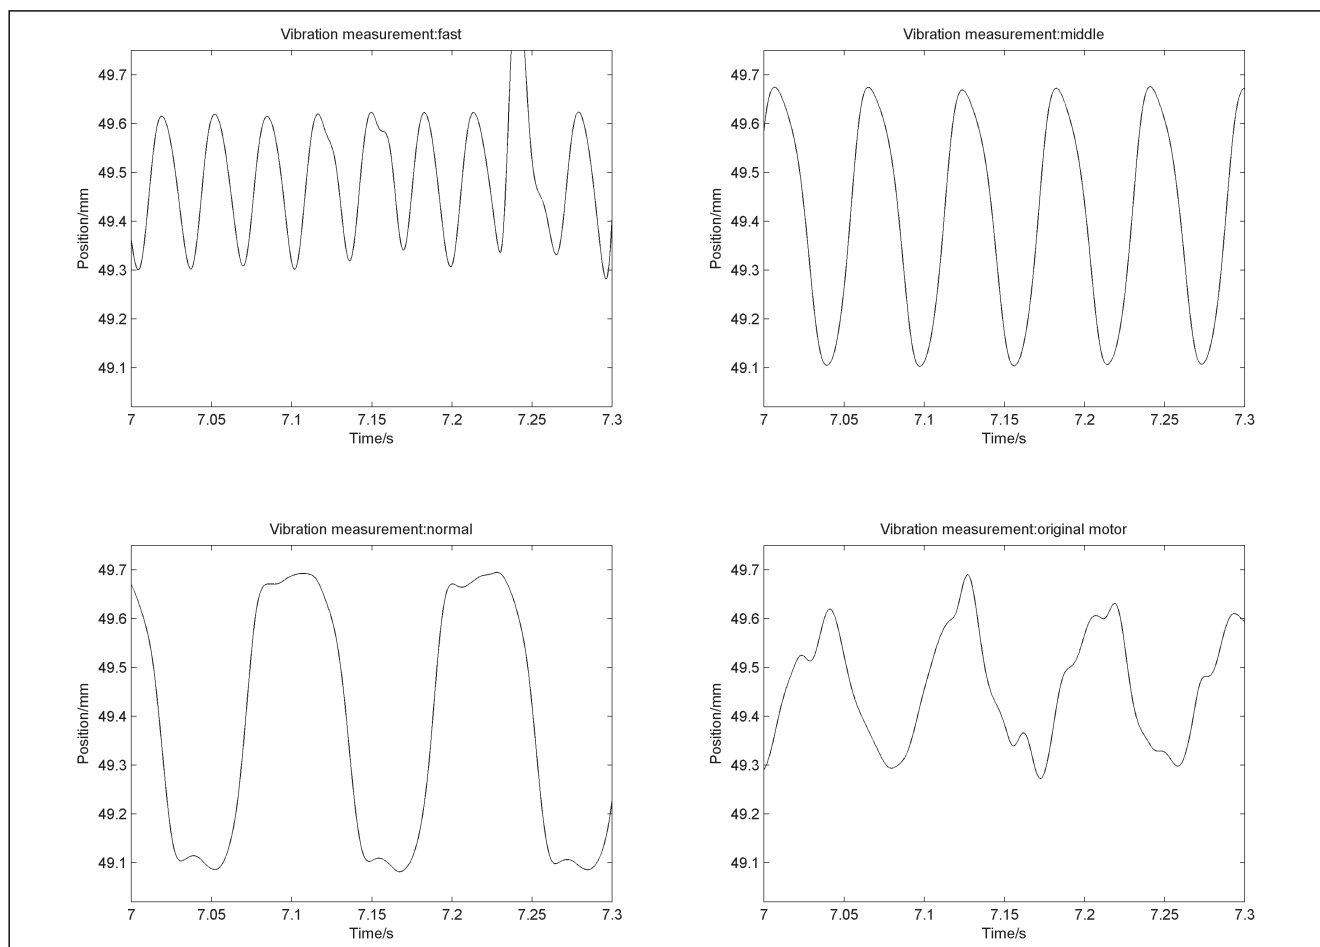 Vibration measurement:fast
49.7
49.6
49.5
49.4
49.3
49.2
49.1
Position/mm
7 7.05 7.1 7.15 7.2 7.25 7.3
Time/s
Vibration measurement:middle
49.7
49.6
49.5
49.4
49.3
49.2
49.1
Position/mm
7 7.05 7.1 7.15 7.2 7.25 7.3
Time/s
Vibration measurement:normal
49.7
49.6
49.5
49.4
49.3
49.2
49.1
Position/mm
7 7.05 7.1 7.15 7.2 7.25 7.3
Time/s
Vibration measurement:original motor
49.7
49.6
49.5
49.4
49.3
49.2
49.1
Position/mm
7 7.05 7.1 7.15 7.2 7.25 7.3
Time/s